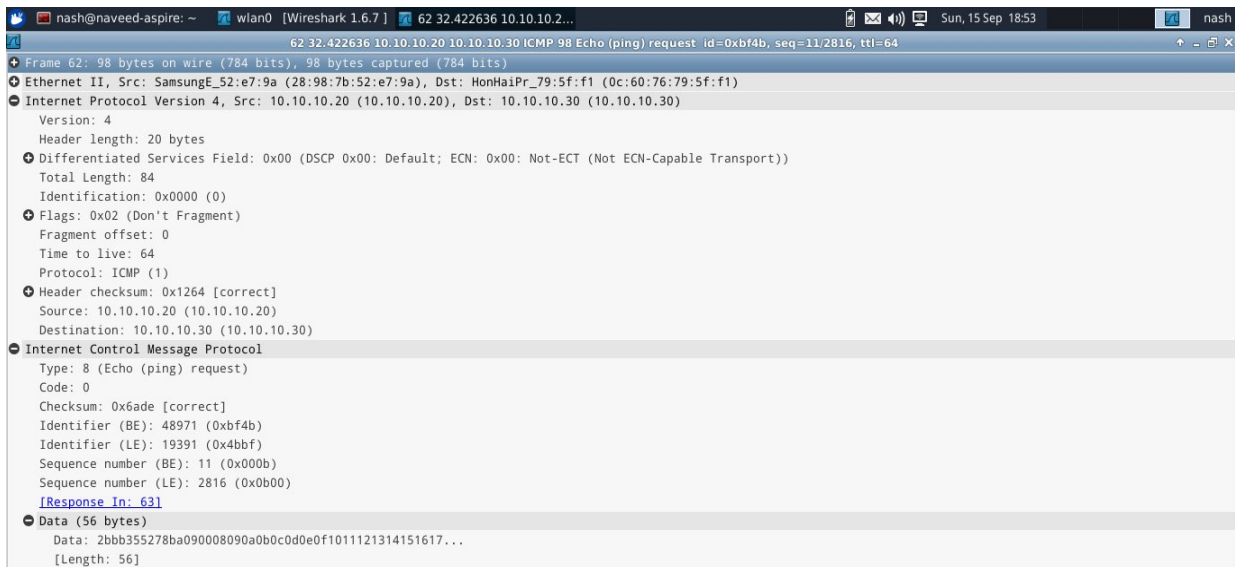 nash@naveed-aspire: ~ wlan0 [Wireshark 1.6.7 ] 62 32.422636 10.10.10.2... Sun, 15 Sep 18:53 nash
62 32.422636 10.10.10.20 10.10.10.30 ICMP 98 Echo (ping) request id=0xbf4b, seq=11/2816, ttl=64
Frame 62: 98 bytes on wire (784 bits), 98 bytes captured (784 bits)
Ethernet II, Src: SamsungE_52:e7:9a (28:98:7b:52:e7:9a), Dst: HonHaiPr_79:5f:f1 (0c:60:76:79:5f:f1)
Internet Protocol Version 4, Src: 10.10.10.20 (10.10.10.20), Dst: 10.10.10.30 (10.10.10.30)
Version: 4
Header length: 20 bytes
Differentiated Services Field: 0x00 (DSCP 0x00: Default; ECN: 0x00: Not-ECT (Not ECN-Capable Transport))
Total Length: 84
Identification: 0x0000 (0)
Flags: 0x02 (Don't Fragment)
Fragment offset: 0
Time to live: 64
Protocol: ICMP (1)
Header checksum: 0x1264 [correct]
Source: 10.10.10.20 (10.10.10.20)
Destination: 10.10.10.30 (10.10.10.30)
Internet Control Message Protocol
Type: 8 (Echo (ping) request)
Code: 0
Checksum: 0x6ade [correct]
Identifier (BE): 48971 (0xbf4b)
Identifier (LE): 19391 (0x4bbf)
Sequence number (BE): 11 (0x000b)
Sequence number (LE): 2816 (0x0b00)
[Response In: 63]
Data (56 bytes)
Data: 2bbb355278ba090008090a0b0c0d0e0f1011121314151617...
[Length: 56]